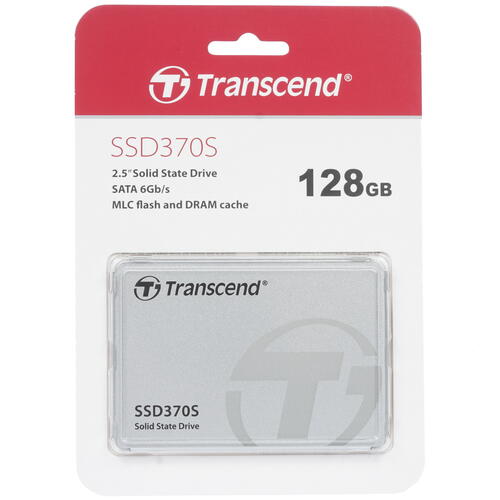 Transcend®
SSD370S
2.5″ Solid State Drive
SATA 6Gb/s
MLC flash and DRAM cache
128GB
Transcend®
SSD370S
Solid State Drive